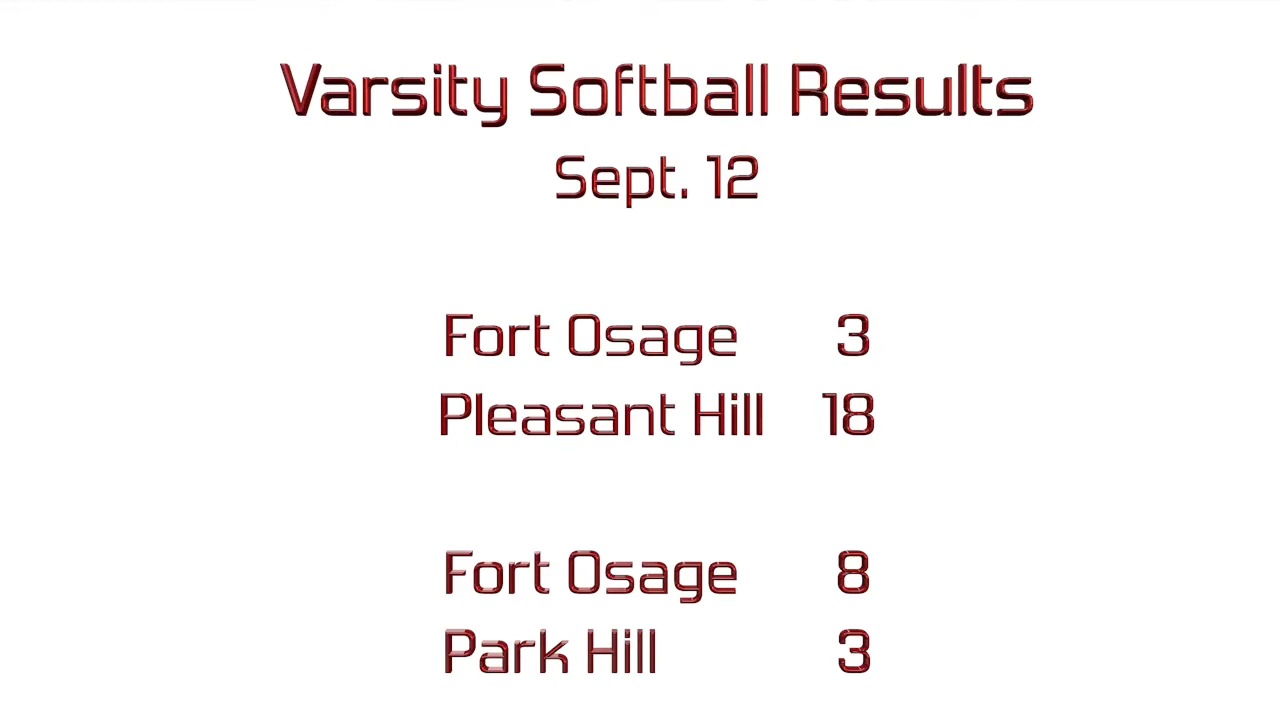 Varsity Softball Results
Sept. 12
Fort Osage 3
Pleasant Hill 18
Fort Osage 8
Park Hill 3